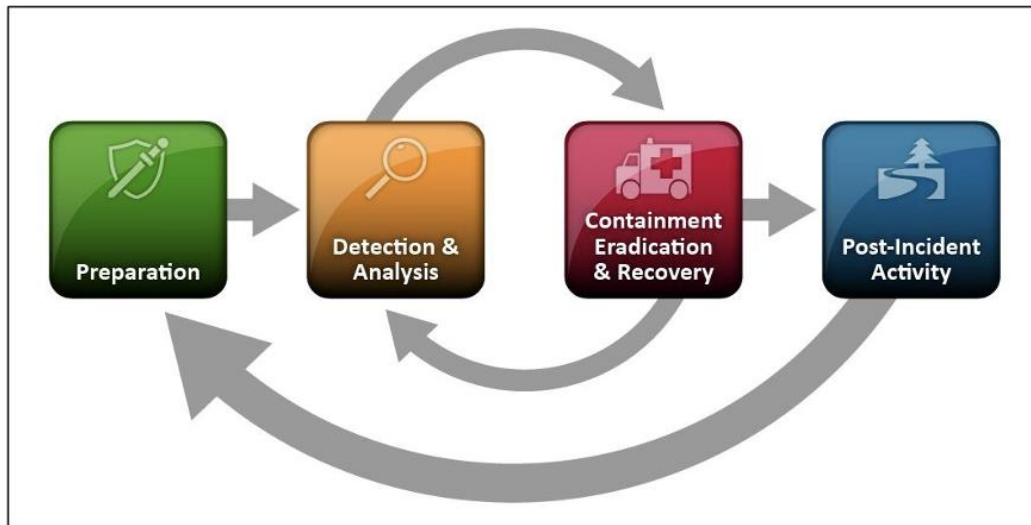 Preparation
Detection &
Analysis
Containment
Eradication
& Recovery
Post-Incident
Activity